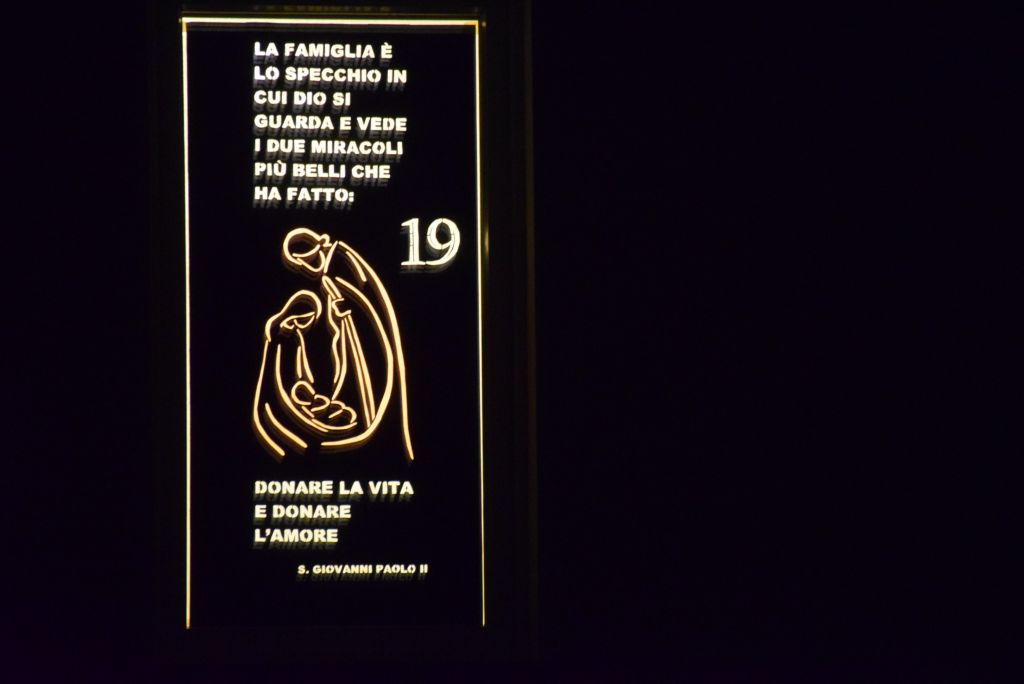 LA FAMIGLIA È
LO SPECCHIO IN
CUI DIO SI
GUARDA E VEDE
I DUE MIRACOLI
PIÙ BELLI CHE
HA FATTO:
19
DONARE LA VITA
E DONARE
L'AMORE
S. GIOVANNI PAOLO II